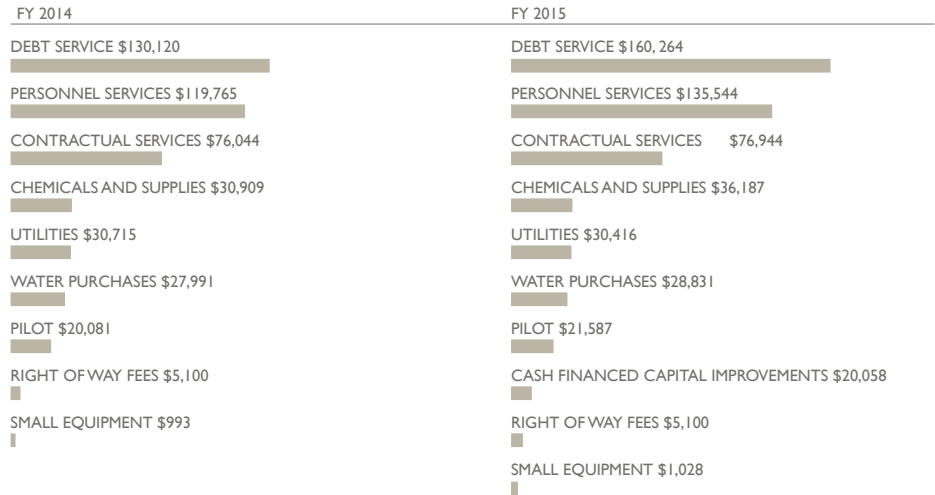 FY 2014
DEBT SERVICE $130,120
PERSONNEL SERVICES $119,765
CONTRACTUAL SERVICES $76,044
CHEMICALS AND SUPPLIES $30,909
UTILITIES $30,715
WATER PURCHASES $27,991
PILOT $20,081
RIGHT OF WAY FEES $5,100
SMALL EQUIPMENT $993
FY 2015
DEBT SERVICE $160, 264
PERSONNEL SERVICES $135,544
CONTRACTUAL SERVICES $76,944
CHEMICALS AND SUPPLIES $36,187
UTILITIES $30,416
WATER PURCHASES $28,831
PILOT $21,587
CASH FINANCED CAPITAL IMPROVEMENTS $20,058
RIGHT OF WAY FEES $5,100
SMALL EQUIPMENT $1,028